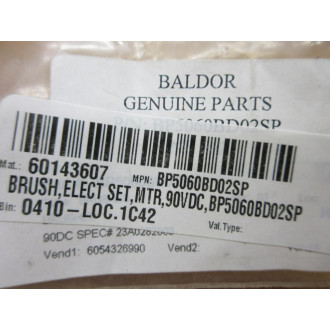 BALDOR
GENUINE PARTS
BP5060BD02SP
Mat.: 60143607 MPN: BP5060BD02SP
BRUSH,ELECT SET,MTR,90VDC,BP5060BD02SP
Bin: 0410-LOC.1C42 Val.Type:
90DC SPEC#
Vend1: 6054326990 Vend2: